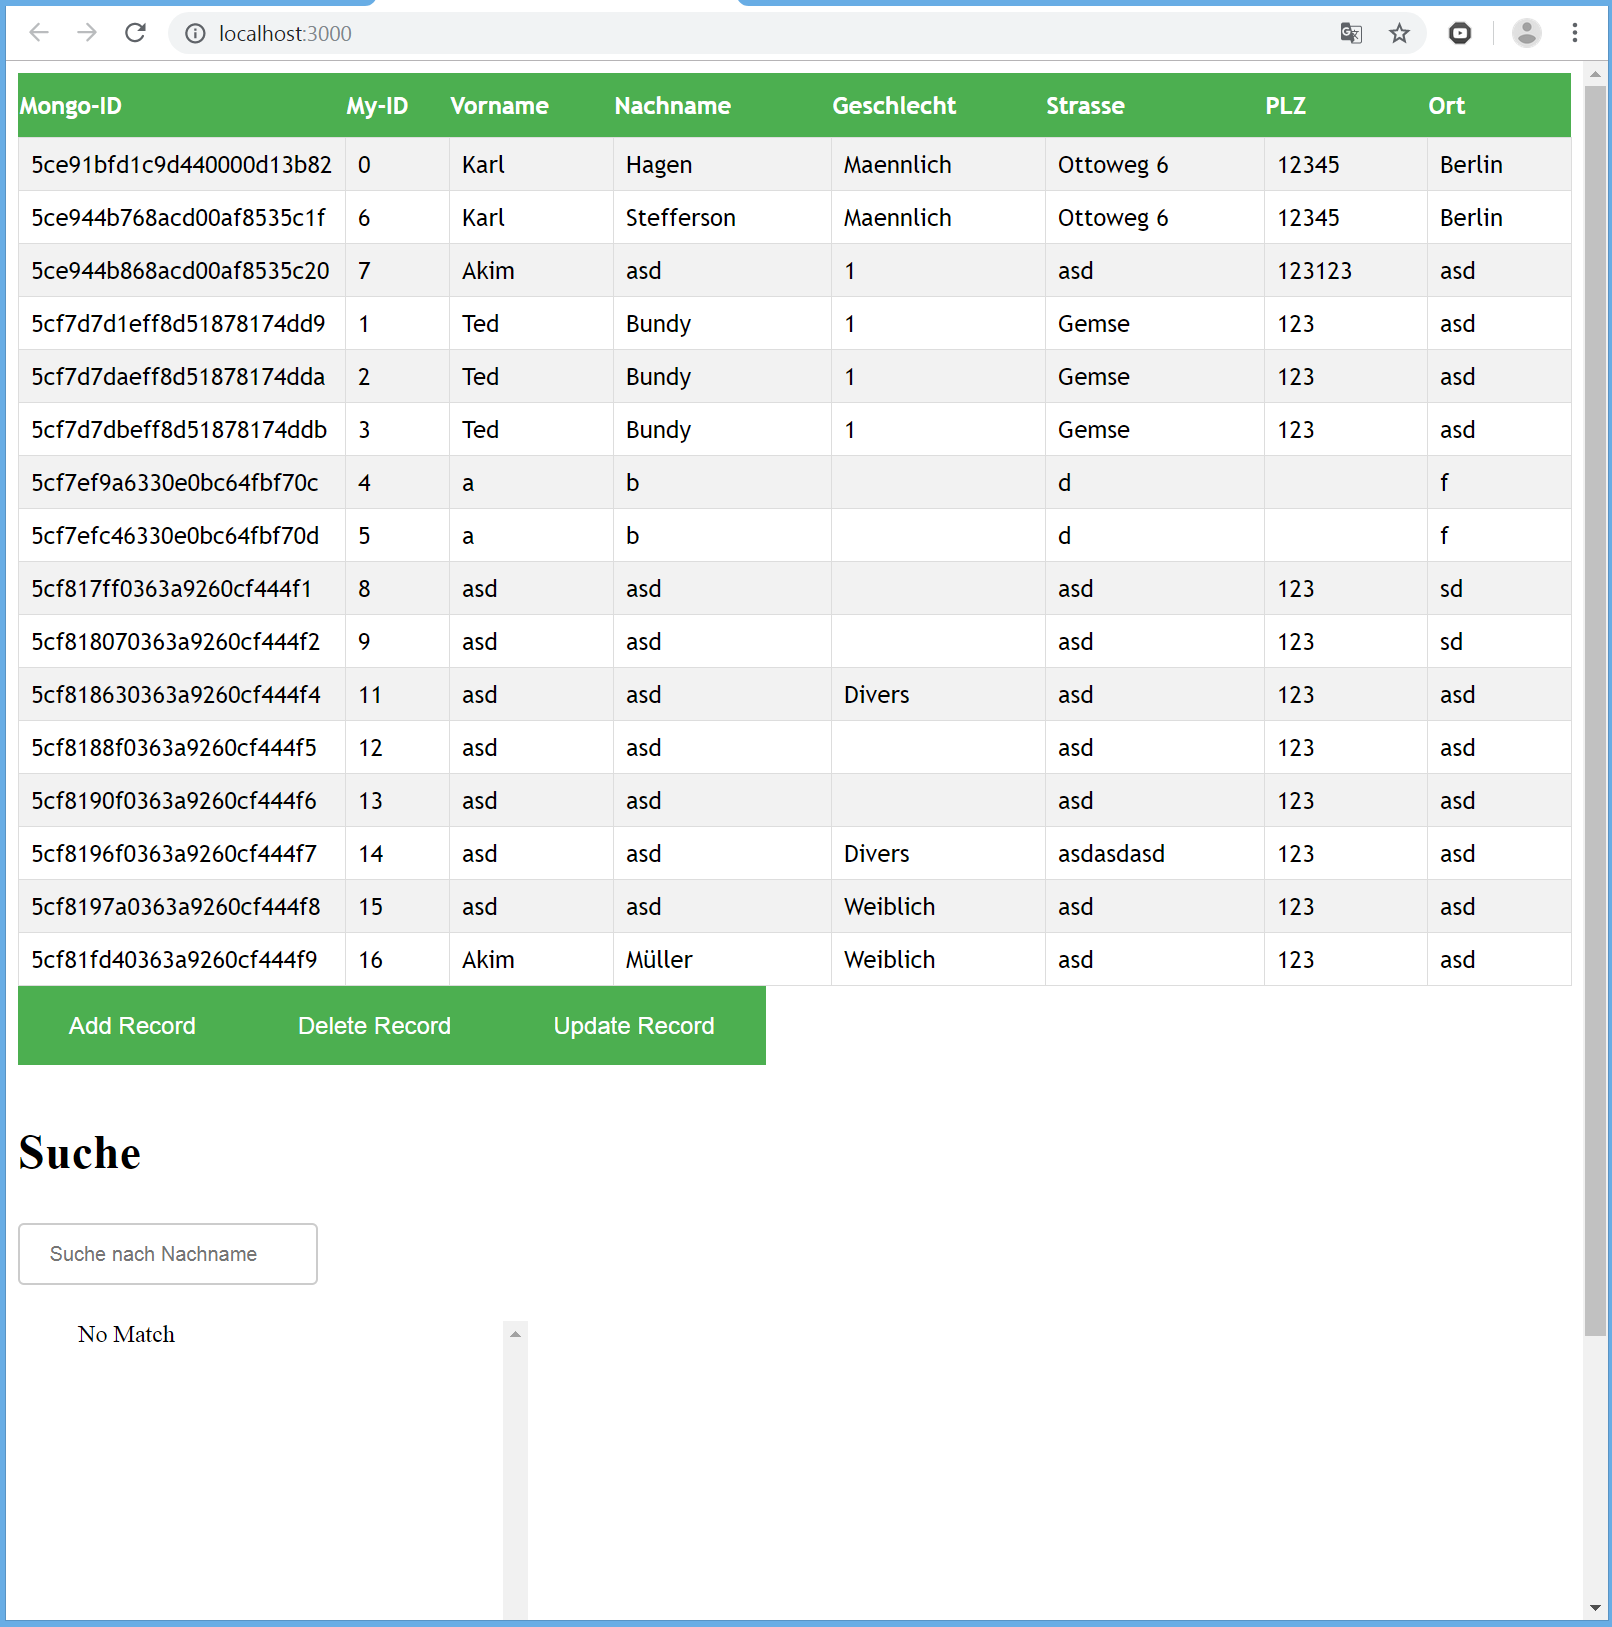 localhost:3000
Mongo-ID My-ID Vorname Nachname Geschlecht Strasse PLZ Ort
5ce91bfd1c9d440000d13b82 0 Karl Hagen Maennlich Ottoweg 6 12345 Berlin
5ce944b768acd00af8535c1f 6 Karl Stefferson Maennlich Ottoweg 6 12345 Berlin
5ce944b868acd00af8535c20 7 Akim asd 1 asd 123123 asd
5cf7d7d1eff8d51878174dd9 1 Ted Bundy 1 Gemse 123 asd
5cf7d7daeff8d51878174dda 2 Ted Bundy 1 Gemse 123 asd
5cf7d7dbeff8d51878174ddb 3 Ted Bundy 1 Gemse 123 asd
5cf7ef9a6330e0bc64fbf70c 4 a b d f
5cf7efc46330e0bc64fbf70d 5 a b d f
5cf817ff0363a9260cf444f1 8 asd asd asd 123 sd
5cf818070363a9260cf444f2 9 asd asd asd 123 sd
5cf818630363a9260cf444f4 11 asd asd Divers asd 123 asd
5cf8188f0363a9260cf444f5 12 asd asd asd 123 asd
5cf8190f0363a9260cf444f6 13 asd asd asd 123 asd
5cf8196f0363a9260cf444f7 14 asd asd Divers asdasdasd 123 asd
5cf8197a0363a9260cf444f8 15 asd asd Weiblich asd 123 asd
5cf81fd40363a9260cf444f9 16 Akim Müller Weiblich asd 123 asd
Add Record Delete Record Update Record
Suche
Suche nach Nachname
No Match